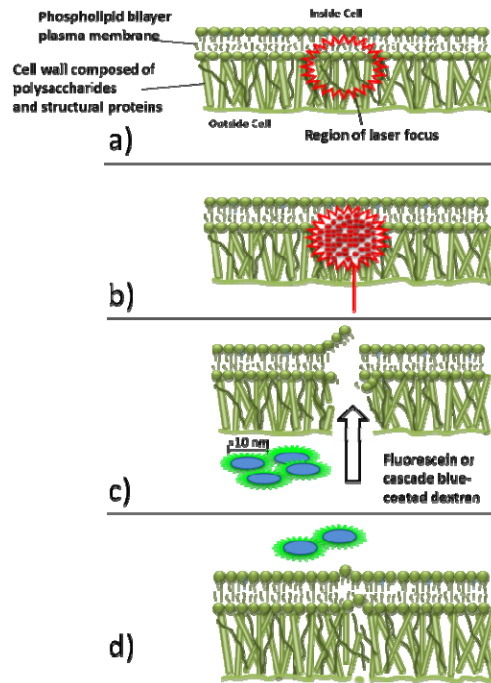 Phospholipid bilayer
plasma membrane
Inside Cell
Cell wall composed of
polysaccharides
and structural proteins
Outside Cell
Region of laser focus
a)
b)
≈10 nm
Fluorescein or
cascade blue-
coated dextran
c)
d)